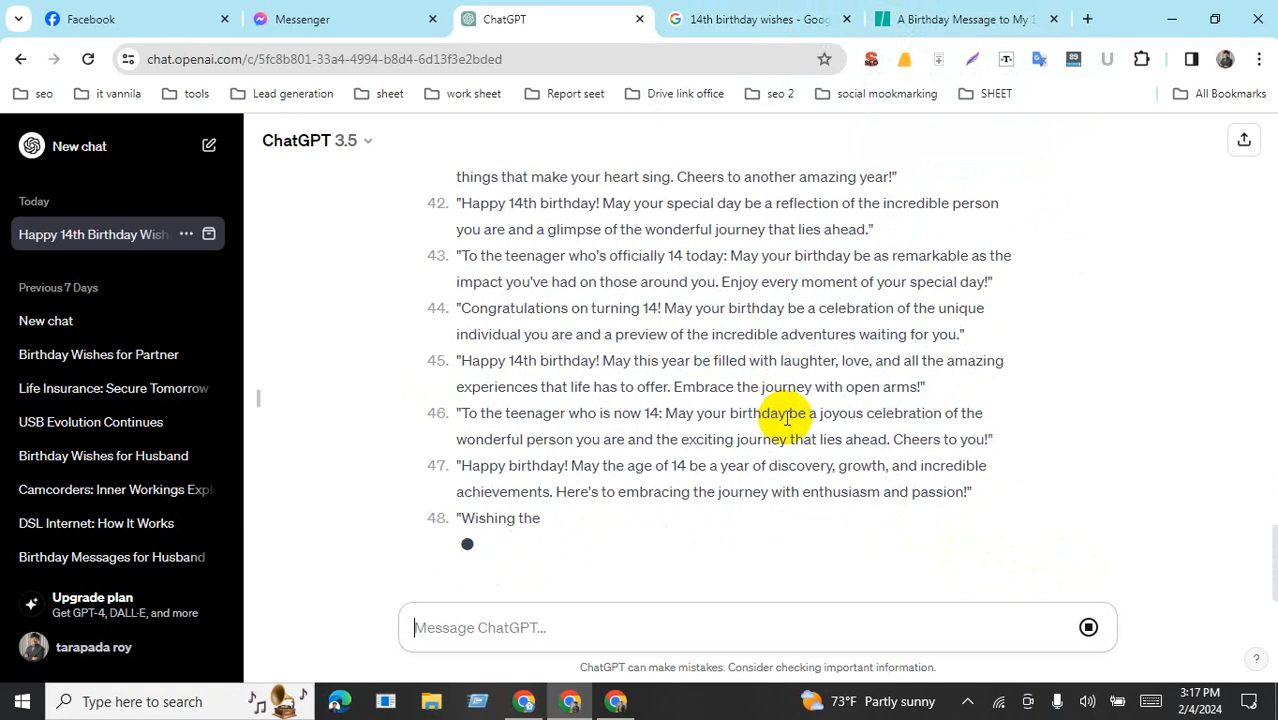 Facebook
Messenger
ChatGPT
14th birthday wishes - Goog
A Birthday Message to My 1
chat.openai.com/c/5fc8b801-33a4-4994-b8d4-6d13f3e2bded
seo
it vannila
tools
Lead generation
sheet
work sheet
Report seet
Drive link office
seo 2
social mookmarking
SHEET
All Bookmarks
New chat
Today
Happy 14th Birthday Wish
Previous 7 Days
New chat
Birthday Wishes for Partner
Life Insurance: Secure Tomorrow
USB Evolution Continues
Birthday Wishes for Husband
Camcorders: Inner Workings Expl
DSL Internet: How It Works
Birthday Messages for Husband
Upgrade plan
Get GPT-4, DALL-E, and more
tarapada roy
ChatGPT 3.5
things that make your heart sing. Cheers to another amazing year!"
42. "Happy 14th birthday! May your special day be a reflection of the incredible person
you are and a glimpse of the wonderful journey that lies ahead."
43. "To the teenager who's officially 14 today: May your birthday be as remarkable as the
impact you've had on those around you. Enjoy every moment of your special day!"
44. "Congratulations on turning 14! May your birthday be a celebration of the unique
individual you are and a preview of the incredible adventures waiting for you."
45. "Happy 14th birthday! May this year be filled with laughter, love, and all the amazing
experiences that life has to offer. Embrace the journey with open arms!"
46. "To the teenager who is now 14: May your birthday be a joyous celebration of the
wonderful person you are and the exciting journey that lies ahead. Cheers to you!"
47. "Happy birthday! May the age of 14 be a year of discovery, growth, and incredible
achievements. Here's to embracing the journey with enthusiasm and passion!"
48. "Wishing the
Message ChatGPT...
ChatGPT can make mistakes. Consider checking important information.
?
Type here to search
73°F Partly sunny
3:17 PM
2/4/2024